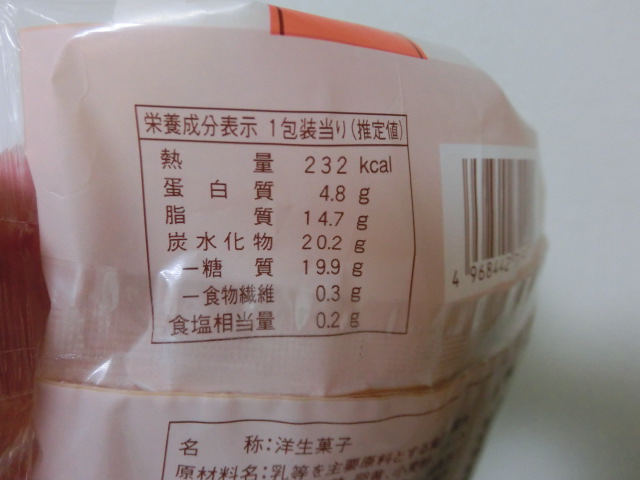 栄養成分表示 1包装当り(推定値)
熱量 232 kcal
蛋白質 4.8 g
脂質 14.7 g
炭水化物 20.2 g
－糖質 19.9 g
－食物繊維 0.3 g
食塩相当量 0.2 g
4 968442
名称:洋生菓子
原材料名:乳等を主要原料とする